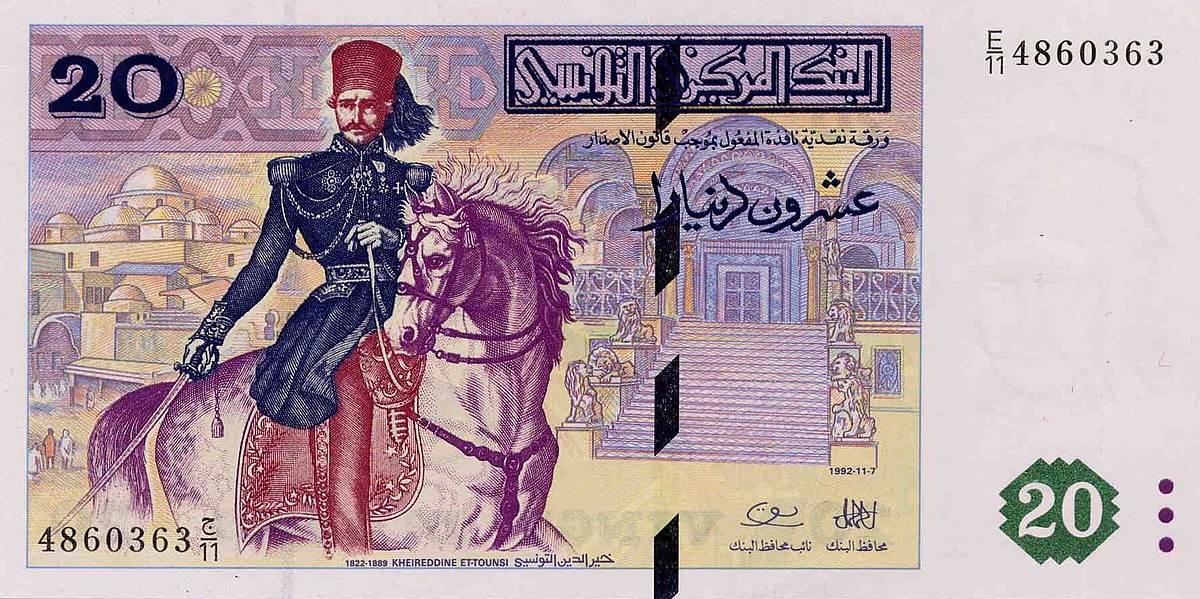 20
البنك المركزي التونسي
E/11 4860363
ورقة نقدية نافذة المفعول بموجب قانون الاصدار
عشرون دينارا
1992-11-7
محافظ البنك نائب محافظ البنك
4860363 ج/11
1822-1889 KHEIREDDINE ET-TOUNSI خير الدين التونسي
20